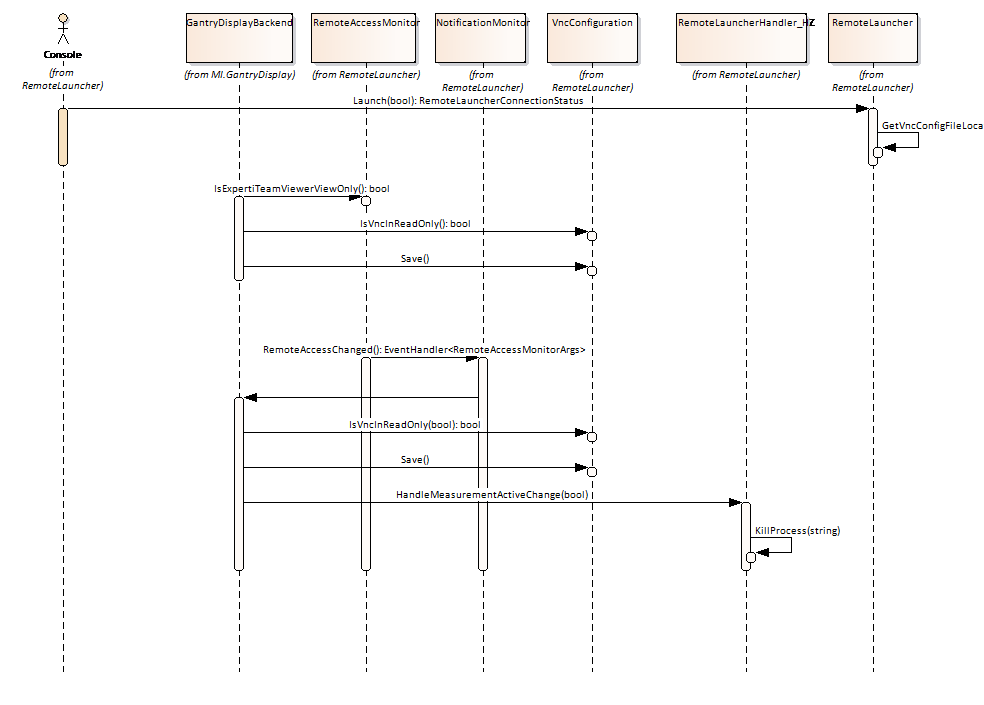 GantryDisplayBackend
RemoteAccessMonitor
NotificationMonitor
VncConfiguration
RemoteLauncherHandler_HZ
RemoteLauncher
Console
(from
RemoteLauncher)
(from MI.GantryDisplay)
(from RemoteLauncher)
(from
RemoteLauncher)
(from
RemoteLauncher)
(from RemoteLauncher)
(from
RemoteLauncher)
Launch(bool): RemoteLauncherConnectionStatus
GetVncConfigFileLoca
IsExpertiTeamViewerViewOnly(): bool
IsVncInReadOnly(): bool
Save()
RemoteAccessChanged(): EventHandler<RemoteAccessMonitorArgs>
IsVncInReadOnly(bool): bool
Save()
HandleMeasurementActiveChange(bool)
KillProcess(string)